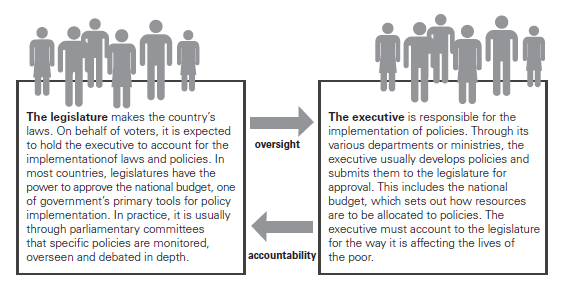 The legislature makes the country's
laws. On behalf of voters, it is expected
to hold the executive to account for the
implementationof laws and policies. In
most countries, legislatures have the
power to approve the national budget, one
of government's primary tools for policy
implementation. In practice, it is usually
through parliamentary committees
that specific policies are monitored,
overseen and debated in depth.
oversight
accountability
The executive is responsible for the
implementation of policies. Through its
various departments or ministries, the
executive usually develops policies and
submits them to the legislature for
approval. This includes the national
budget, which sets out how resources
are to be allocated to policies. The
executive must account to the legislature
for the way it is affecting the lives of
the poor.